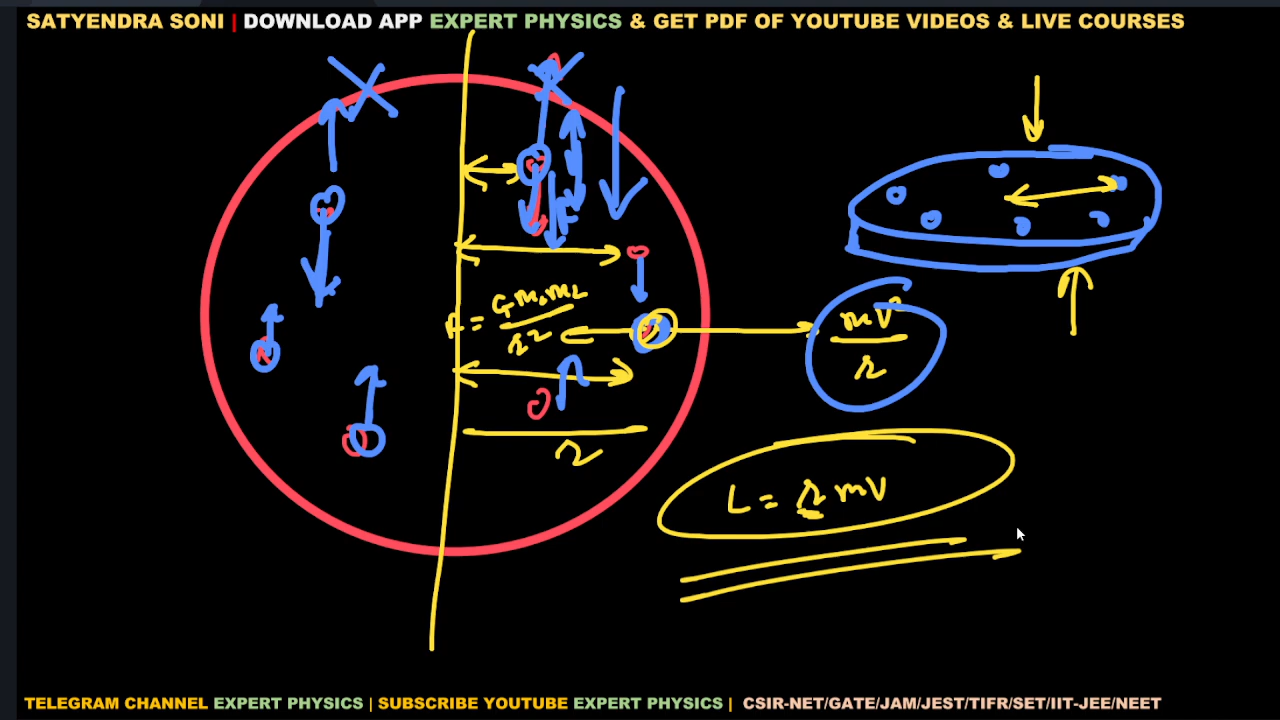 SATYENDRA SONI | DOWNLOAD APP EXPERT PHYSICS & GET PDF OF YOUTUBE VIDEOS & LIVE COURSES
F = Gm₁m₂/r²
mv²/r
r
L = rmv
TELEGRAM CHANNEL EXPERT PHYSICS | SUBSCRIBE YOUTUBE EXPERT PHYSICS | CSIR-NET/GATE/JAM/JEST/TIFR/SET/IIT-JEE/NEET